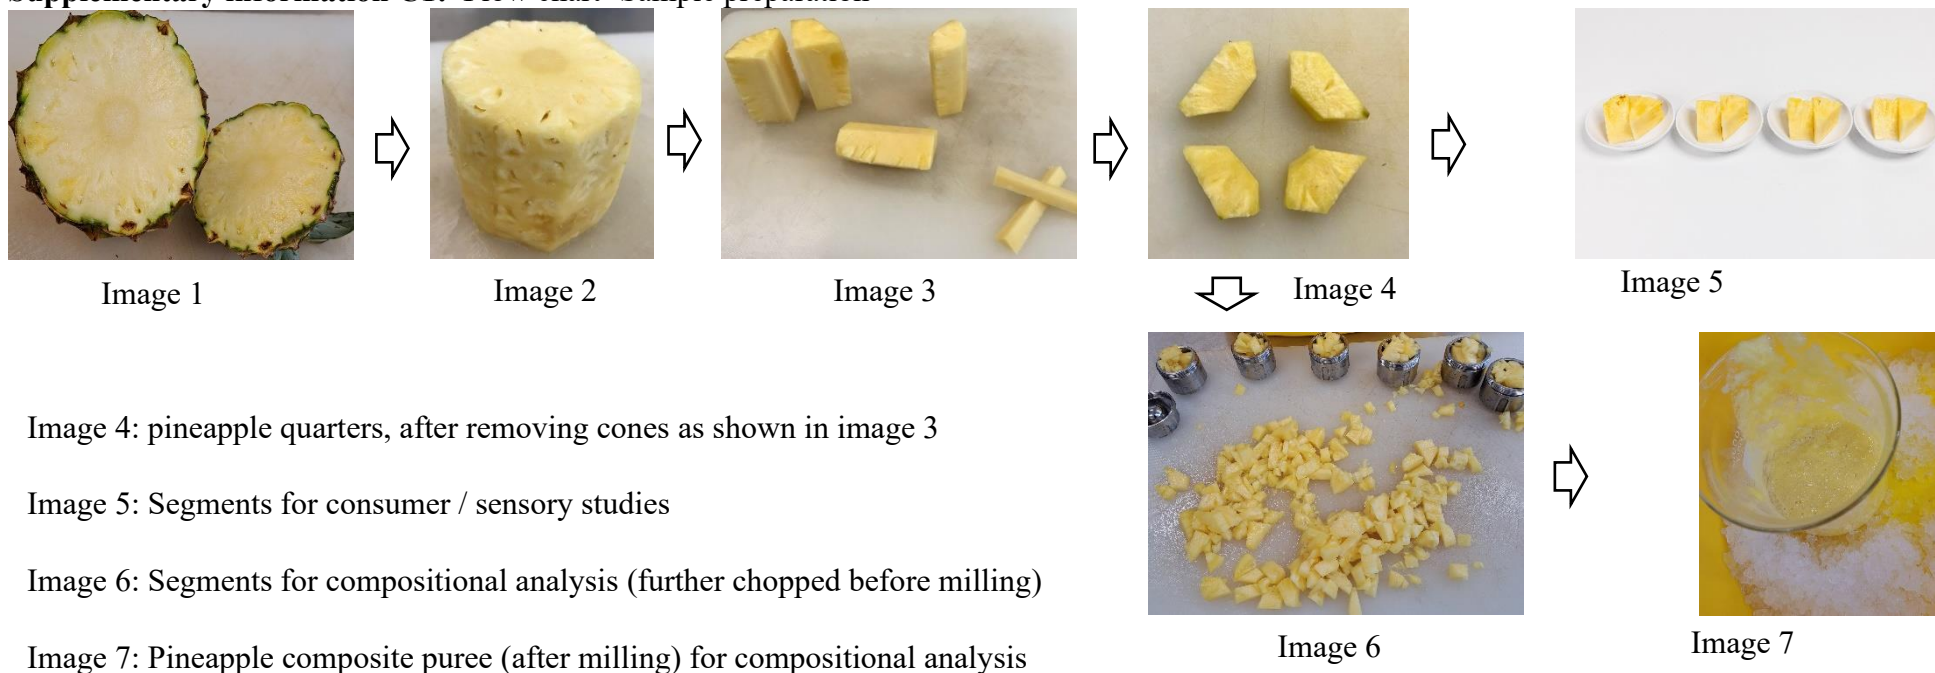 Image 1
Image 2
Image 3
Image 4
Image 5
Image 4: pineapple quarters, after removing cones as shown in image 3
Image 5: Segments for consumer / sensory studies
Image 6: Segments for compositional analysis (further chopped before milling)
Image 7: Pineapple composite puree (after milling) for compositional analysis
Image 6
Image 7